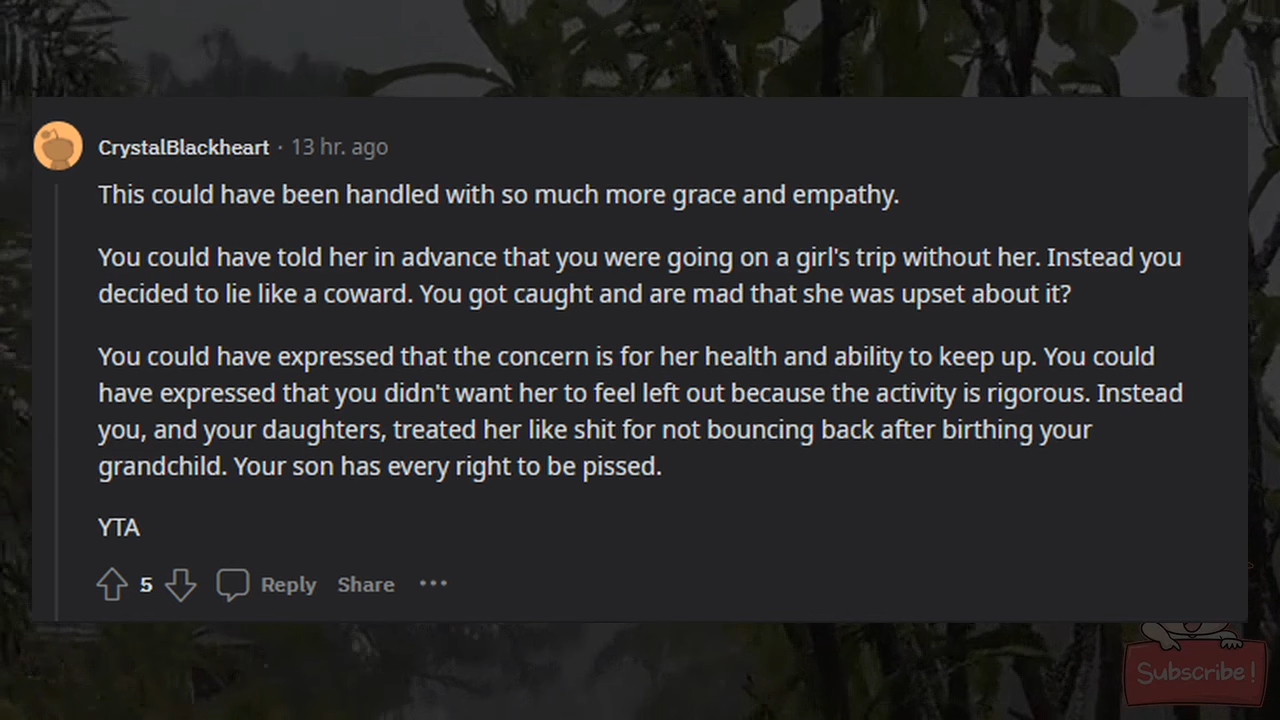 CrystalBlackheart · 13 hr. ago
This could have been handled with so much more grace and empathy.
You could have told her in advance that you were going on a girl's trip without her. Instead you
decided to lie like a coward. You got caught and are mad that she was upset about it?
You could have expressed that the concern is for her health and ability to keep up. You could
have expressed that you didn't want her to feel left out because the activity is rigorous. Instead
you, and your daughters, treated her like shit for not bouncing back after birthing your
grandchild. Your son has every right to be pissed.
YTA
5 Reply Share ···
Subscribe!